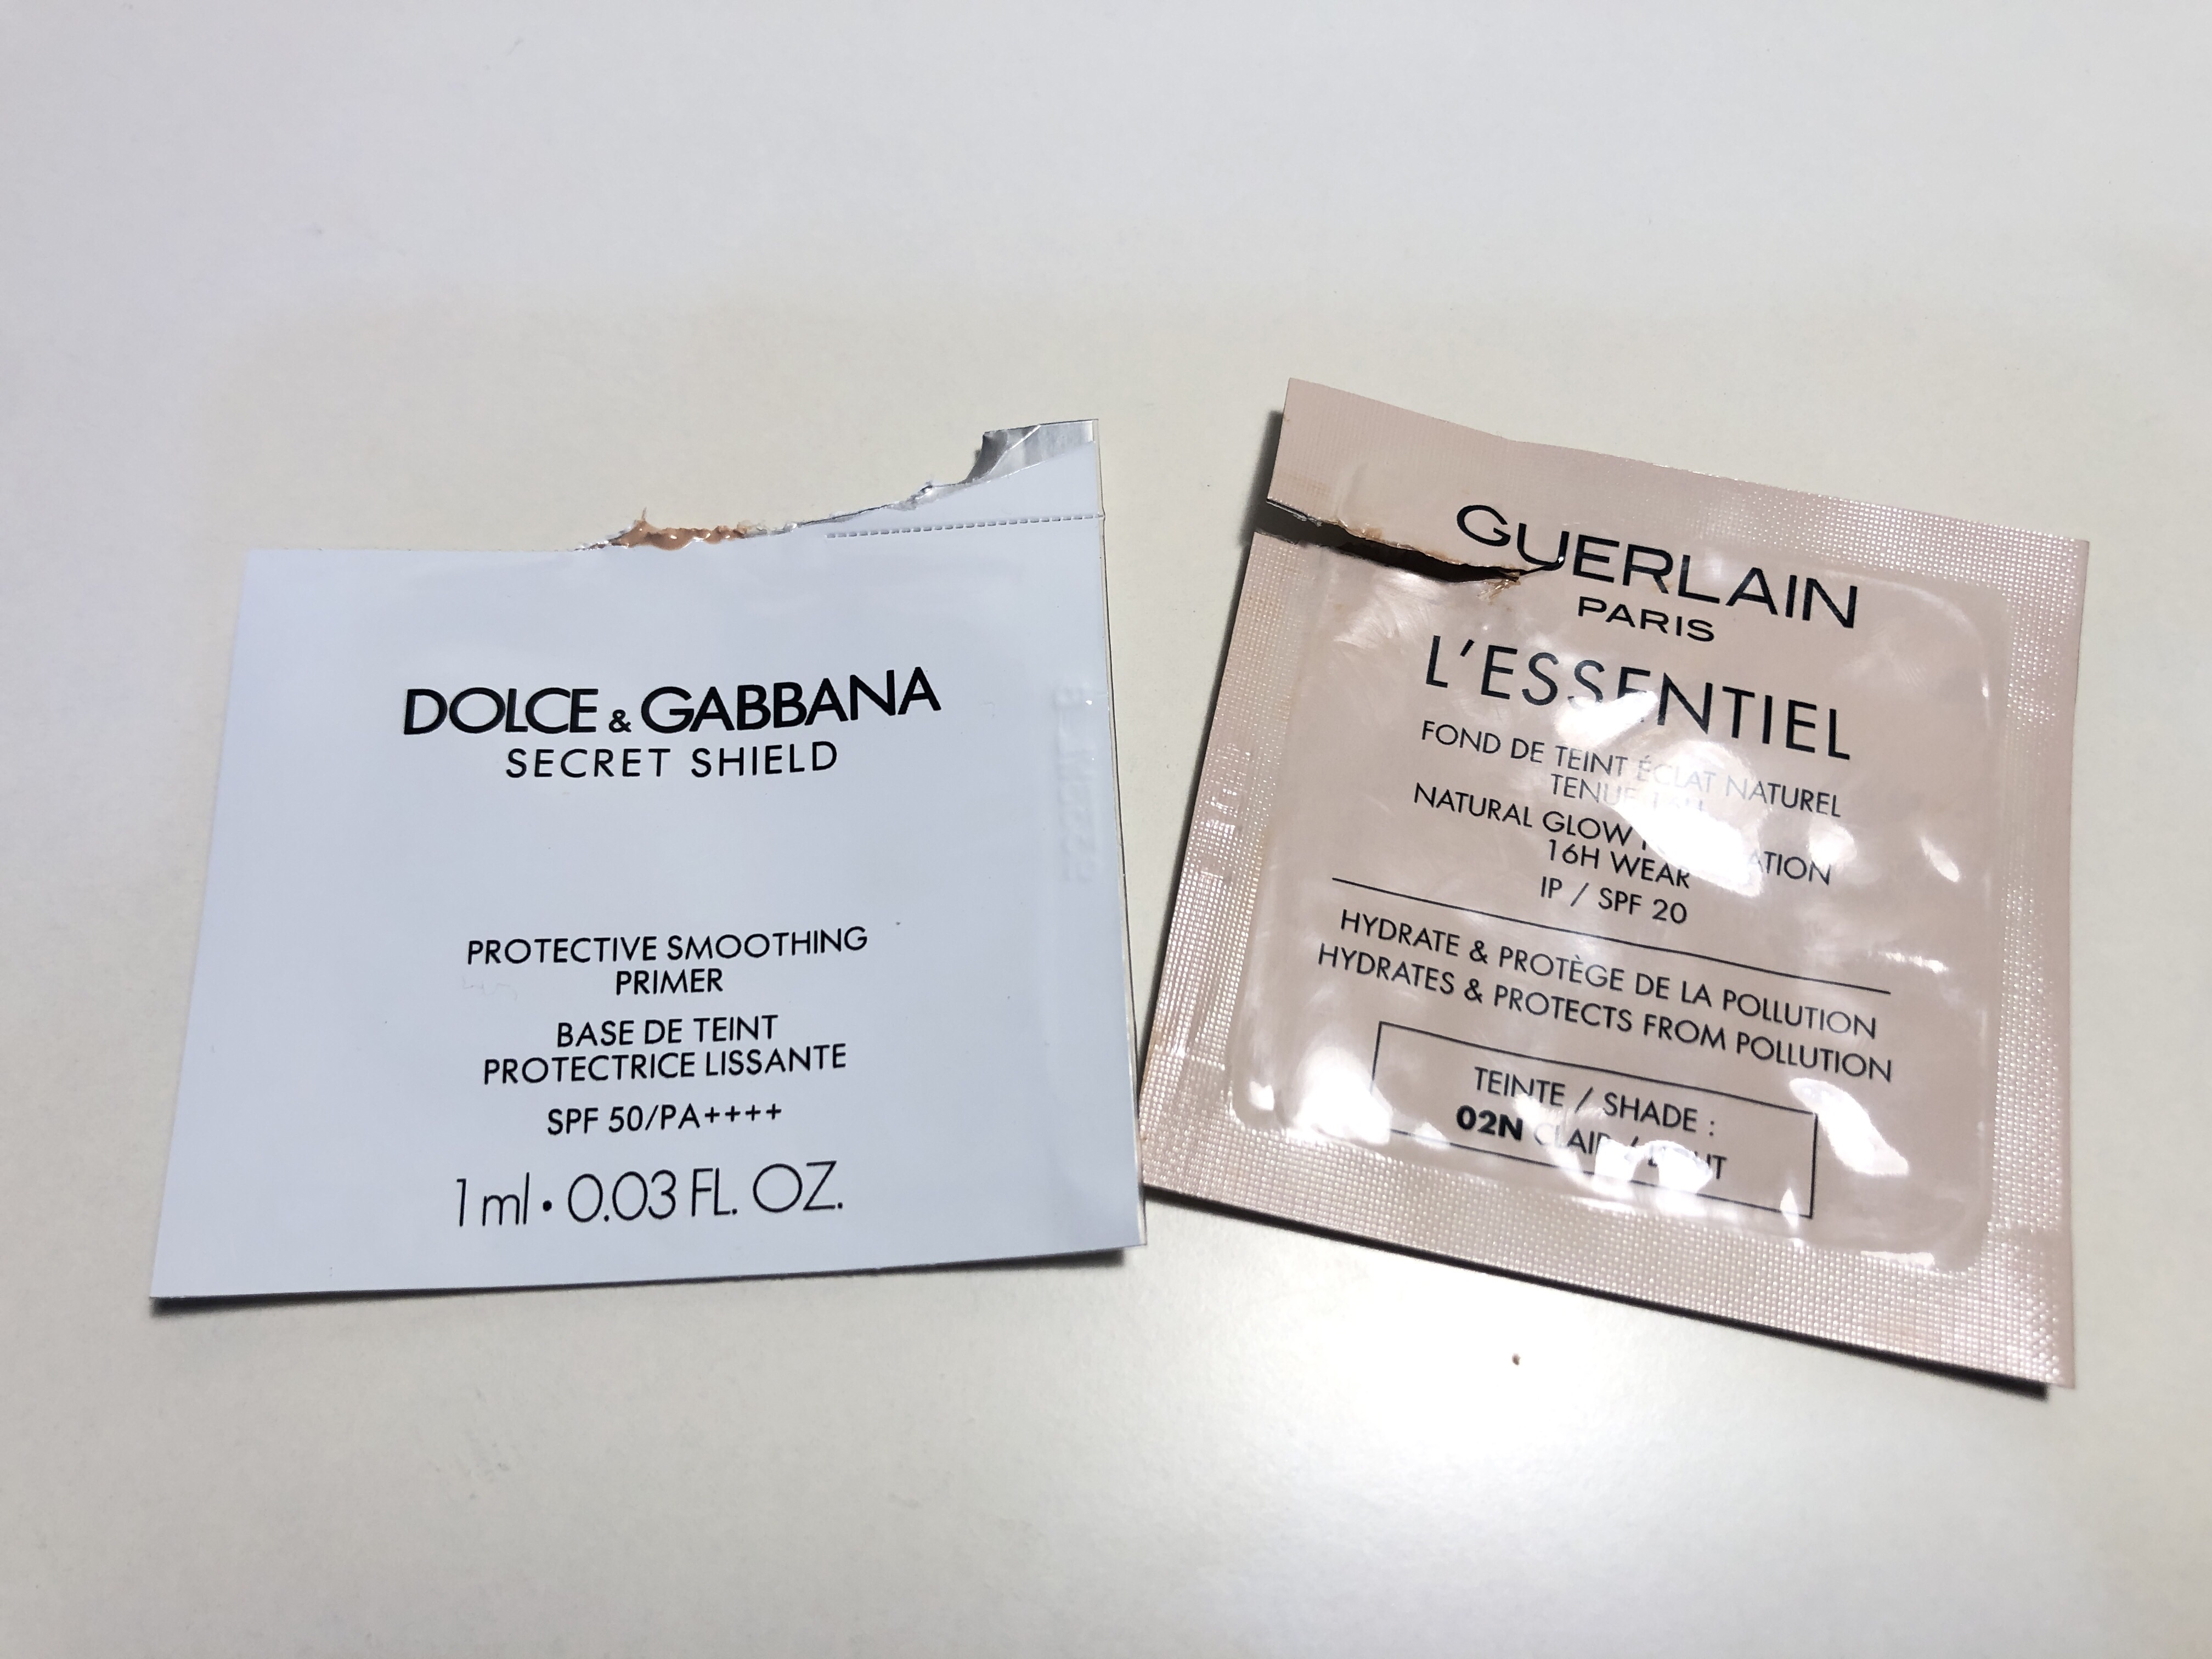 DOLCE & GABBANA
SECRET SHIELD
PROTECTIVE SMOOTHING
PRIMER
BASE DE TEINT
PROTECTRICE LISSANTE
SPF 50/PA++++
1 ml • 0.03 FL. OZ.
GUERLAIN
PARIS
L'ESSENTIEL
FOND DE TEINT ÉCLAT NATUREL
TENUE
NATURAL GLOW
16H WEAR
IP / SPF 20
HYDRATE & PROTÈGE DE LA POLLUTION
HYDRATES & PROTECTS FROM POLLUTION
TEINTE / SHADE :
02N CLAIR /